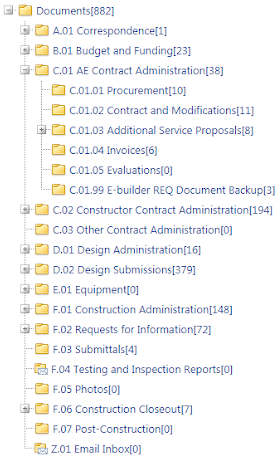 Documents[882]
A.01 Correspondence[1]
B.01 Budget and Funding[23]
C.01 AE Contract Administration[38]
C.01.01 Procurement[10]
C.01.02 Contract and Modifications[11]
C.01.03 Additional Service Proposals[8]
C.01.04 Invoices[6]
C.01.05 Evaluations[0]
C.01.99 E-builder REQ Document Backup[3]
C.02 Constructor Contract Administration[194]
C.03 Other Contract Administration[0]
D.01 Design Administration[16]
D.02 Design Submissions[379]
E.01 Equipment[0]
F.01 Construction Administration[148]
F.02 Requests for Information[72]
F.03 Submittals[4]
F.04 Testing and Inspection Reports[0]
F.05 Photos[0]
F.06 Construction Closeout[7]
F.07 Post-Construction[0]
Z.01 Email Inbox[0]